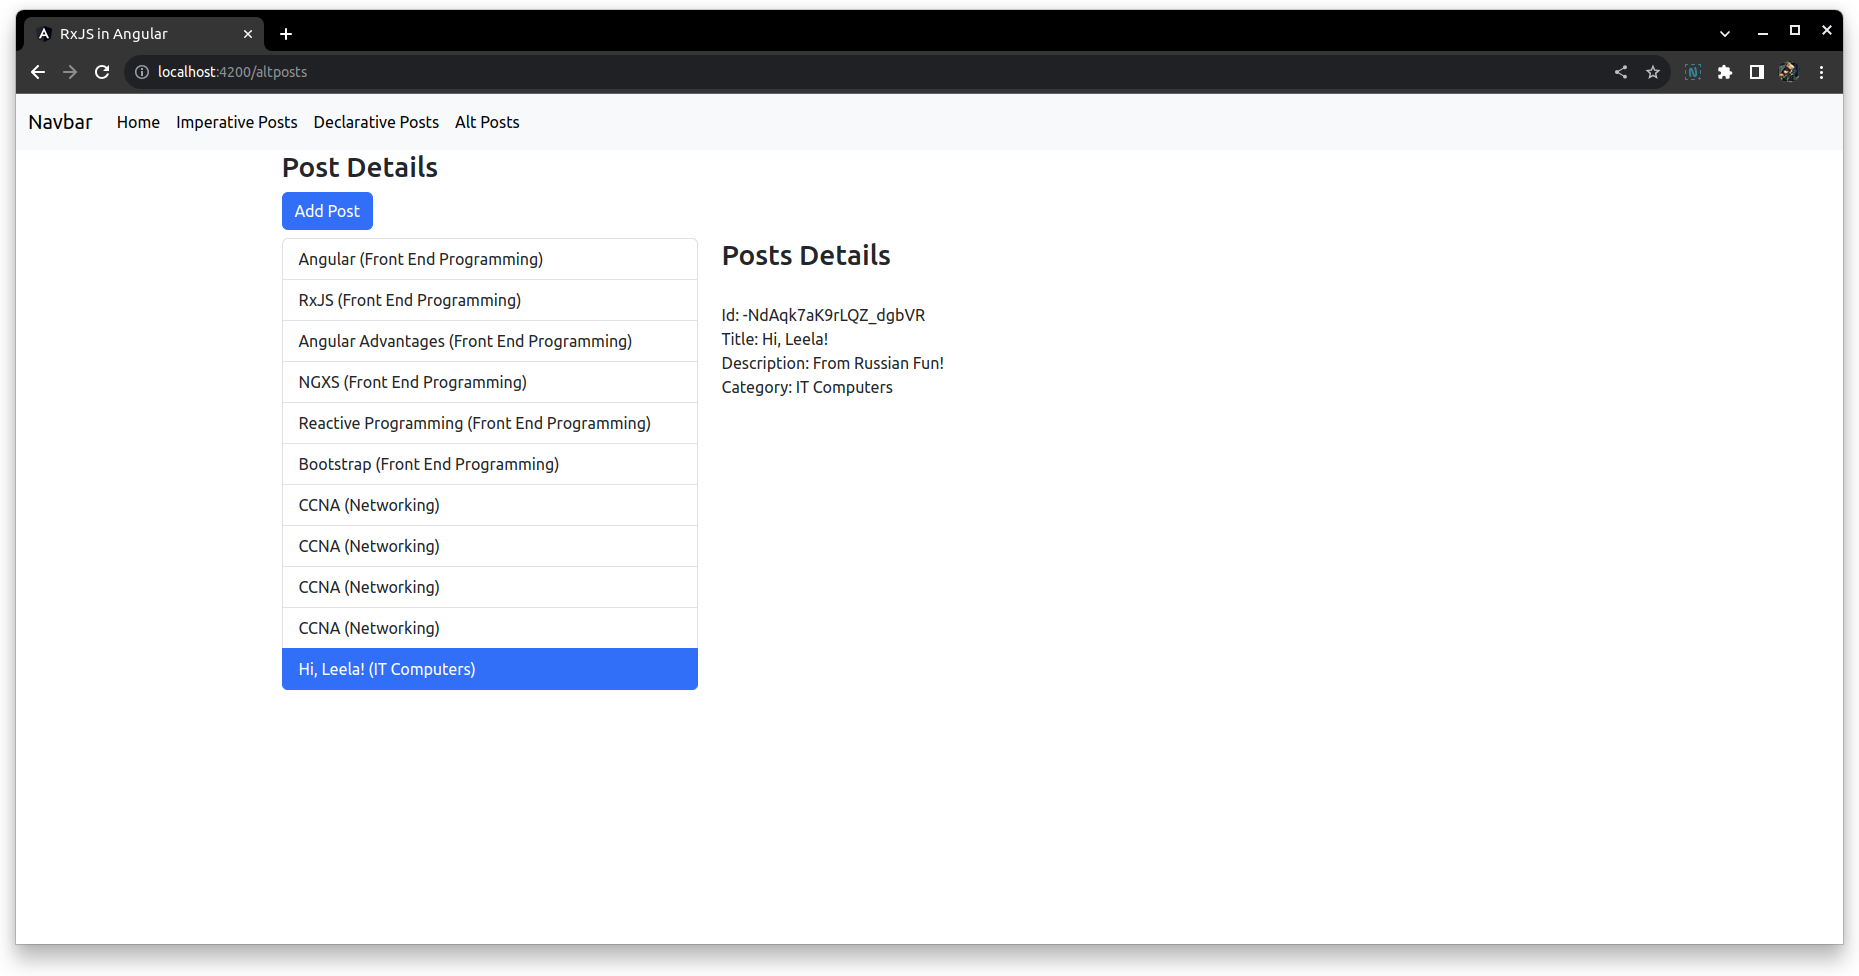 RxJS in Angular
localhost:4200/altposts
Navbar Home Imperative Posts Declarative Posts Alt Posts
Post Details
Add Post
Angular (Front End Programming)
RxJS (Front End Programming)
Angular Advantages (Front End Programming)
NGXS (Front End Programming)
Reactive Programming (Front End Programming)
Bootstrap (Front End Programming)
CCNA (Networking)
CCNA (Networking)
CCNA (Networking)
CCNA (Networking)
Hi, Leela! (IT Computers)
Posts Details
Id: -NdAqk7aK9rLQZ_dgbVR
Title: Hi, Leela!
Description: From Russian Fun!
Category: IT Computers